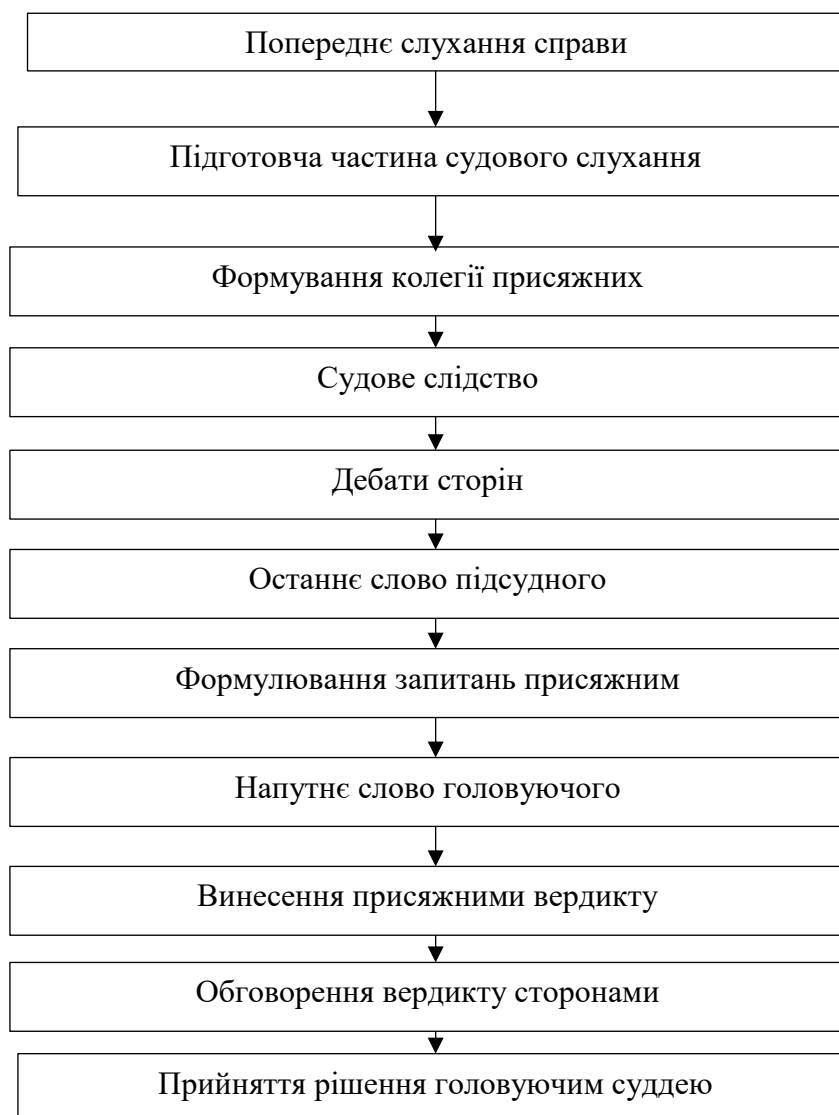 Попереднє слухання справи
Підготовча частина судового слухання
Формування колегії присяжних
Судове слідство
Дебати сторін
Останнє слово підсудного
Формулювання запитань присяжним
Напутнє слово головуючого
Винесення присяжними вердикту
Обговорення вердикту сторонами
Прийняття рішення головуючим суддею